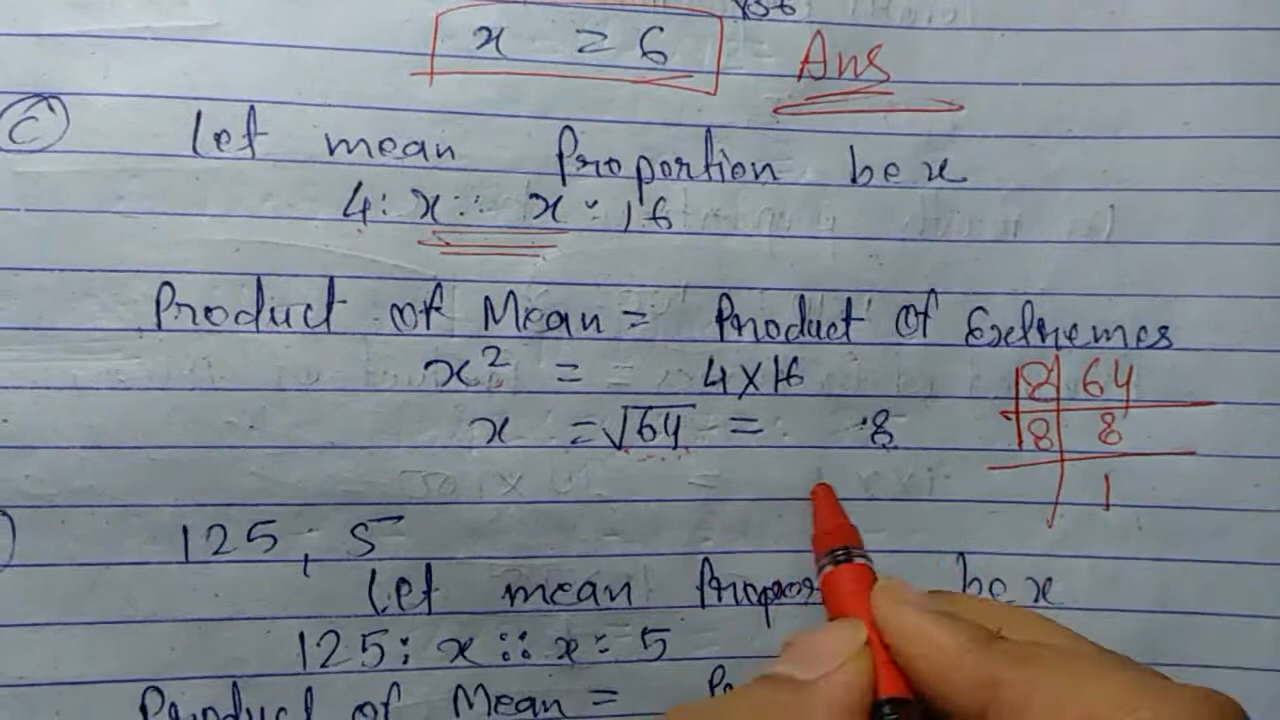 x = 6 Ans
C Let mean Proportion be x
4 : x :: x : 16
Product of Mean = Product of Extremes
x² = 4 × 16
x = √64 = 8
8 64
8 8
1
125, 5
Let mean be x
125 : x :: x : 5
Product of Mean =